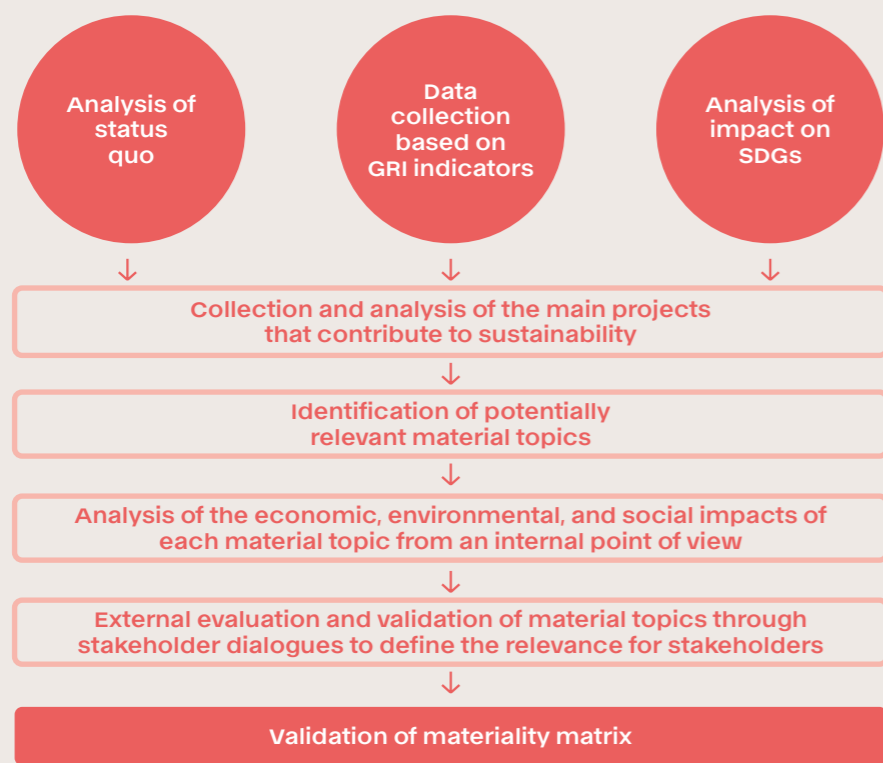 Analysis of
status
quo
Data
collection
based on
GRI indicators
Analysis of
impact on
SDGs
Collection and analysis of the main projects
that contribute to sustainability
Identification of potentially
relevant material topics
Analysis of the economic, environmental, and social impacts of
each material topic from an internal point of view
External evaluation and validation of material topics through
stakeholder dialogues to define the relevance for stakeholders
Validation of materiality matrix